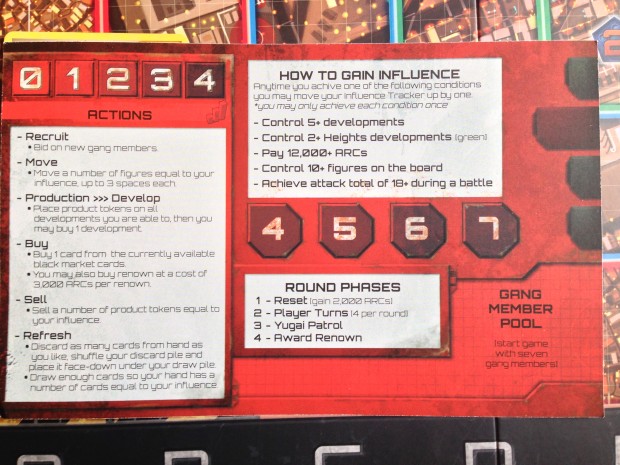 0 1 2 3 4
ACTIONS
- Recruit
• Bid on new gang members.
- Move
• Move a number of figures equal to your
influence, up to 3 spaces each.
- Production >>> Develop
• Place product tokens on all
developments you are able to, then you
may buy 1 development.
- Buy
• Buy 1 card from the currently available
black market cards.
• You may also buy renown at a cost of
3,000 ARCs per renown.
- Sell
• Sell a number of product tokens equal to
your influence.
- Refresh
• Discard as many cards from hand as
you like, shuffle your discard pile and
place it face-down under your draw pile.
• Draw enough cards so your hand has a
number of cards equal to your influence
HOW TO GAIN INFLUENCE
Anytime you achive one of the following conditions
you may move your Influence Tracker up by one.
*you may only achieve each condition once
- Control 5+ developments
- Control 2+ Heights developments (green)
- Pay 12,000+ ARCs
- Control 10+ figures on the board
- Achieve attack total of 18+ during a battle
4 5 6 7
ROUND PHASES
1 - Reset (gain 2,000 ARCs)
2 - Player Turns (4 per round)
3 - Yugai Patrol
4 - Award Renown
GANG
MEMBER
POOL
(start game
with seven
gang members)
2